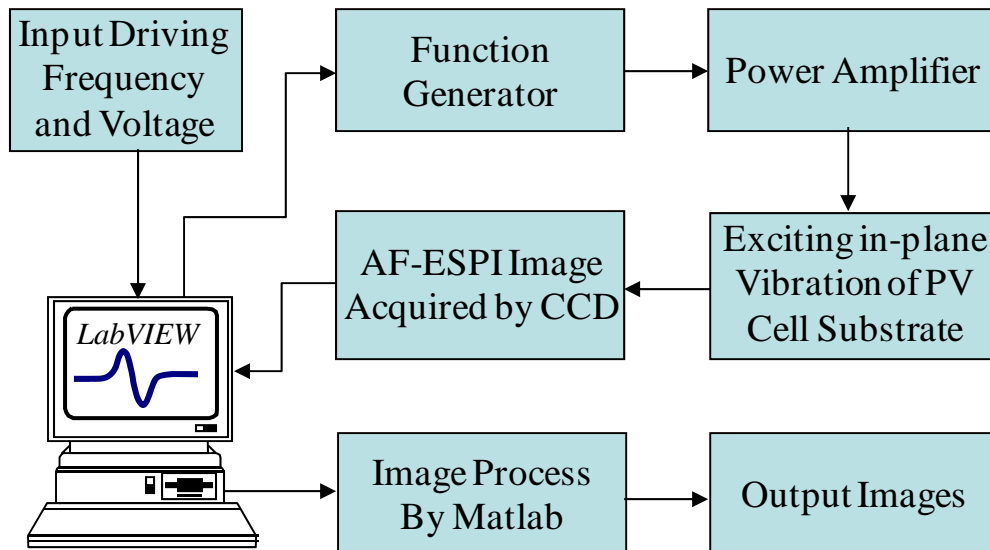 Input Driving
Frequency
and Voltage
Function
Generator
Power Amplifier
AF-ESPI Image
Acquired by CCD
Exciting in-plane
Vibration of PV
Cell Substrate
LabVIEW
Image Process
By Matlab
Output Images